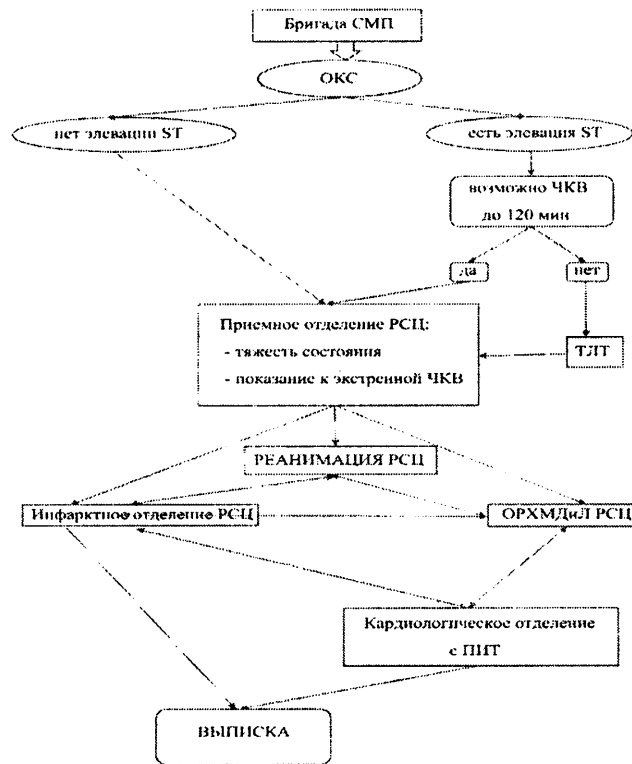 Бригада СМП
ОКС
нет элевации ST
есть элевация ST
возможно ЧКВ
до 120 мин
да
нет
Приемное отделение РСЦ:
- тяжесть состояния
- показание к экстренной ЧКВ
ТЛТ
РЕАНИМАЦИЯ РСЦ
Инфарктное отделение РСЦ
ОРХМДиЛ РСЦ
Кардиологическое отделение
с ПИТ
ВЫПИСКА